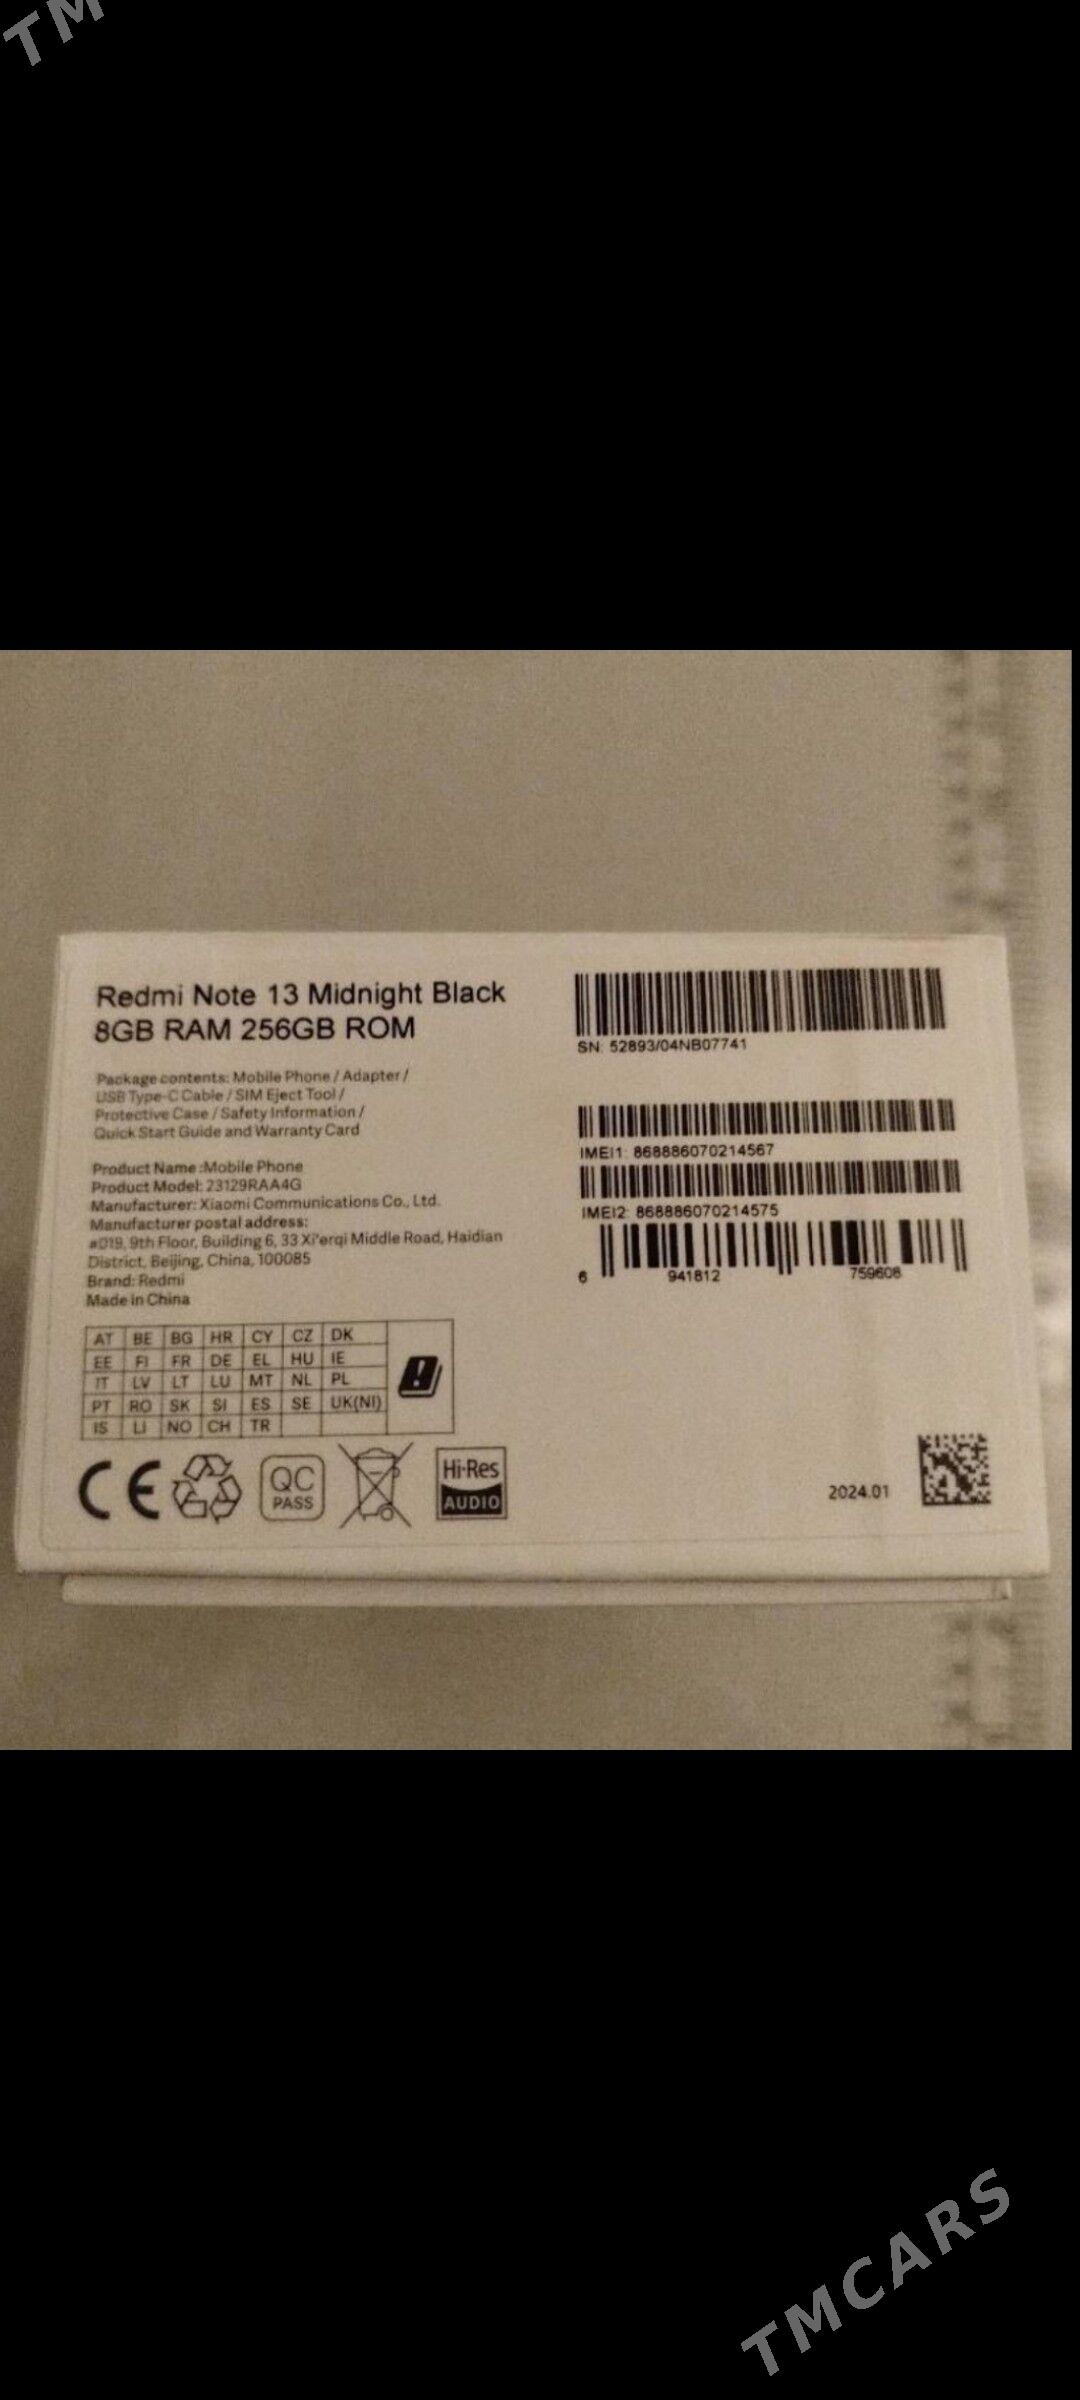 TM
Redmi Note 13 Midnight Black
8GB RAM 256GB ROM
Package contents: Mobile Phone / Adapter /
USB Type-C Cable / SIM Eject Tool /
Protective Case / Safety Information /
Quick Start Guide and Warranty Card
Product Name :Mobile Phone
Product Model: 23129RAA4G
Manufacturer: Xiaomi Communications Co., Ltd.
Manufacturer postal address:
#019, 9th Floor, Building 6, 33 Xi'erqi Middle Road, Haidian
District, Beijing, China, 100085
Brand: Redmi
Made in China
AT BE BG HR CY CZ DK
EE FI FR DE EL HU IE
IT LV LT LU MT NL PL
PT RO SK SI ES SE UK(NI)
IS LI NO CH TR
CE
QC
PASS
Hi-Res
AUDIO
SN: 52893/04NB07741
IMEI1: 868886070214567
IMEI2: 868886070214575
6 941812 759608
2024.01
TMCARS